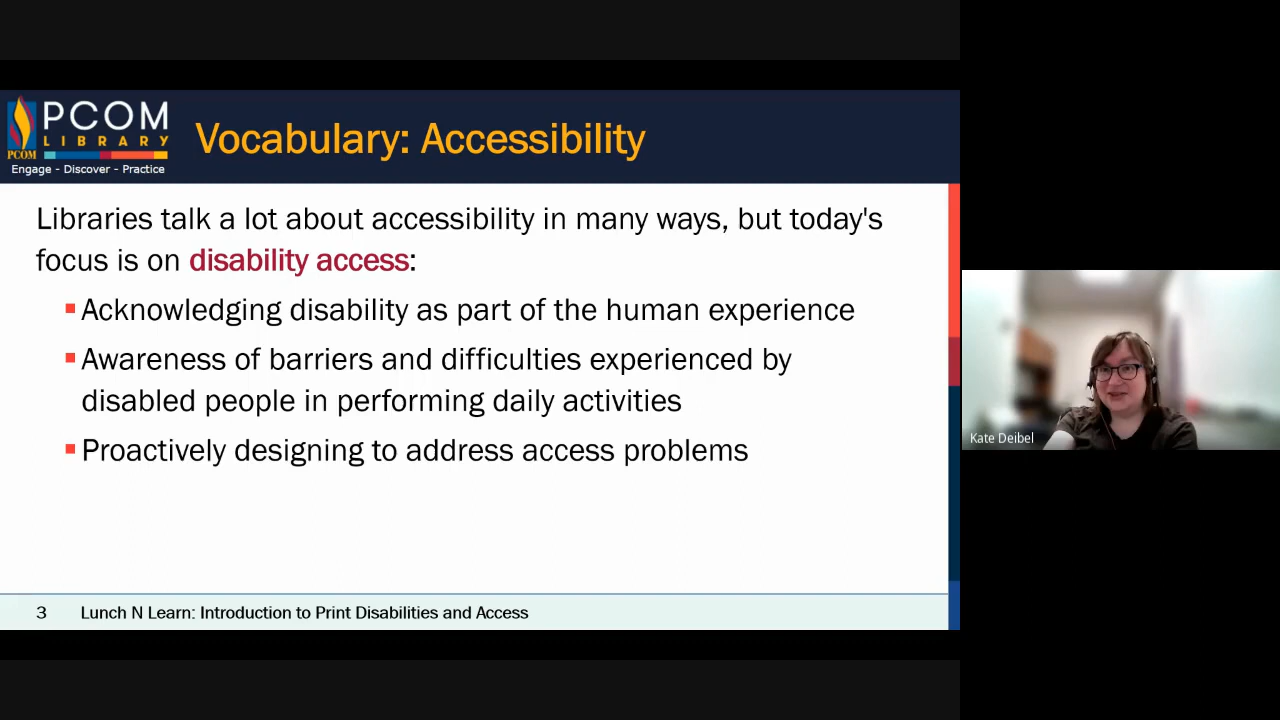 PCOM
LIBRARY
PCOM
Engage - Discover - Practice
Vocabulary: Accessibility
Libraries talk a lot about accessibility in many ways, but today's
focus is on disability access:
Acknowledging disability as part of the human experience
Awareness of barriers and difficulties experienced by
disabled people in performing daily activities
Proactively designing to address access problems
3 Lunch N Learn: Introduction to Print Disabilities and Access
Kate Deibel